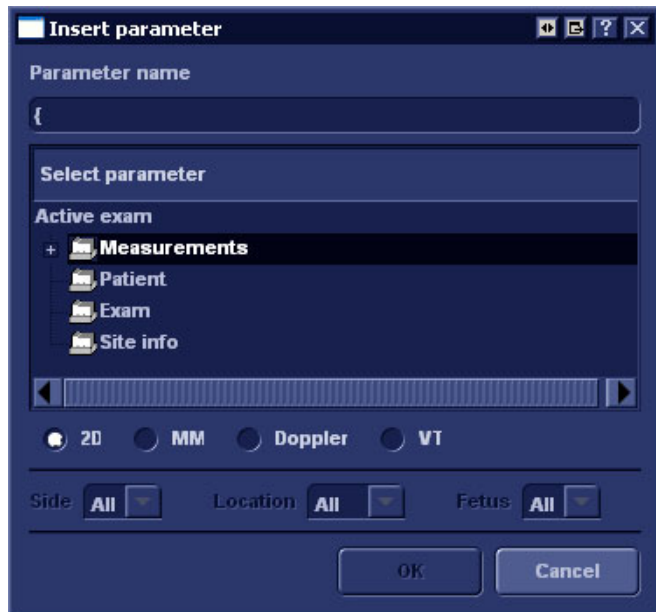 Insert parameter
Parameter name
{
Select parameter
Active exam
Measurements
Patient
Exam
Site info
2D MM Doppler VT
Side All Location All Fetus All
OK Cancel